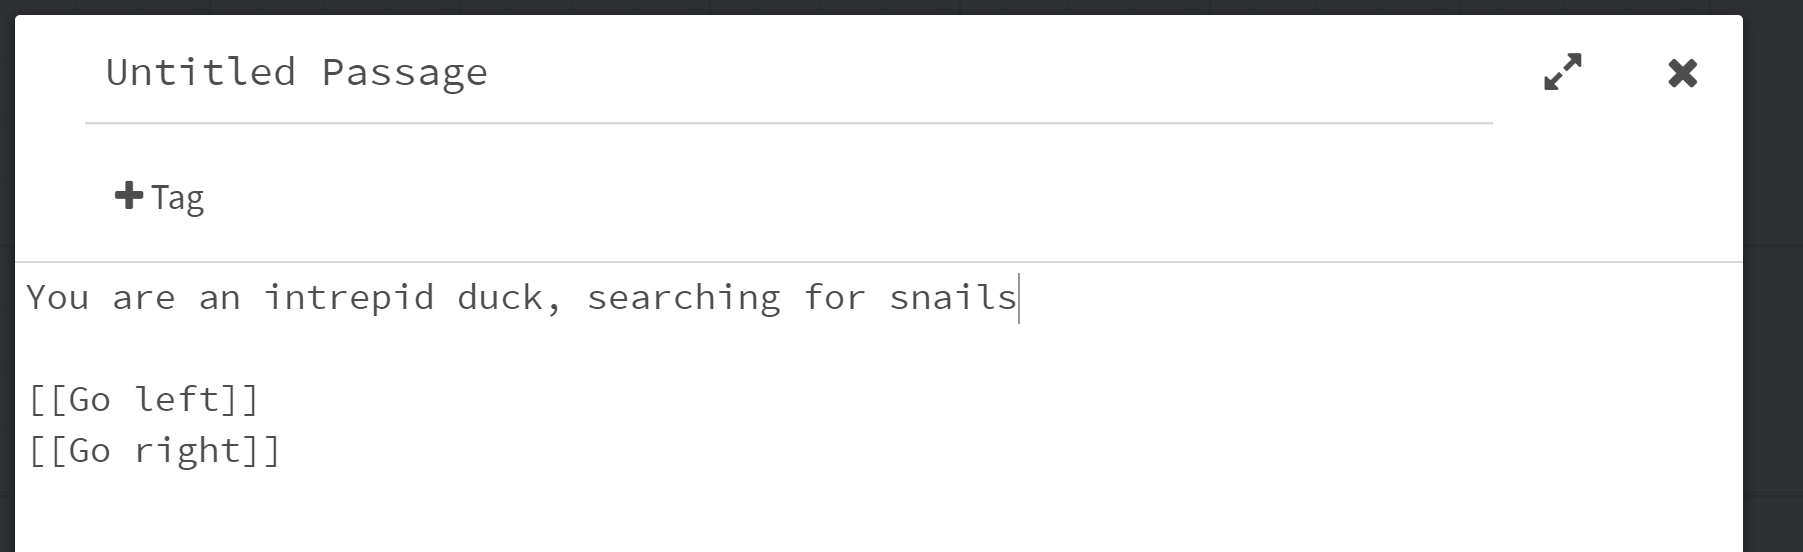 Untitled Passage
Tag
You are an intrepid duck, searching for snails
[[Go left]]
[[Go right]]